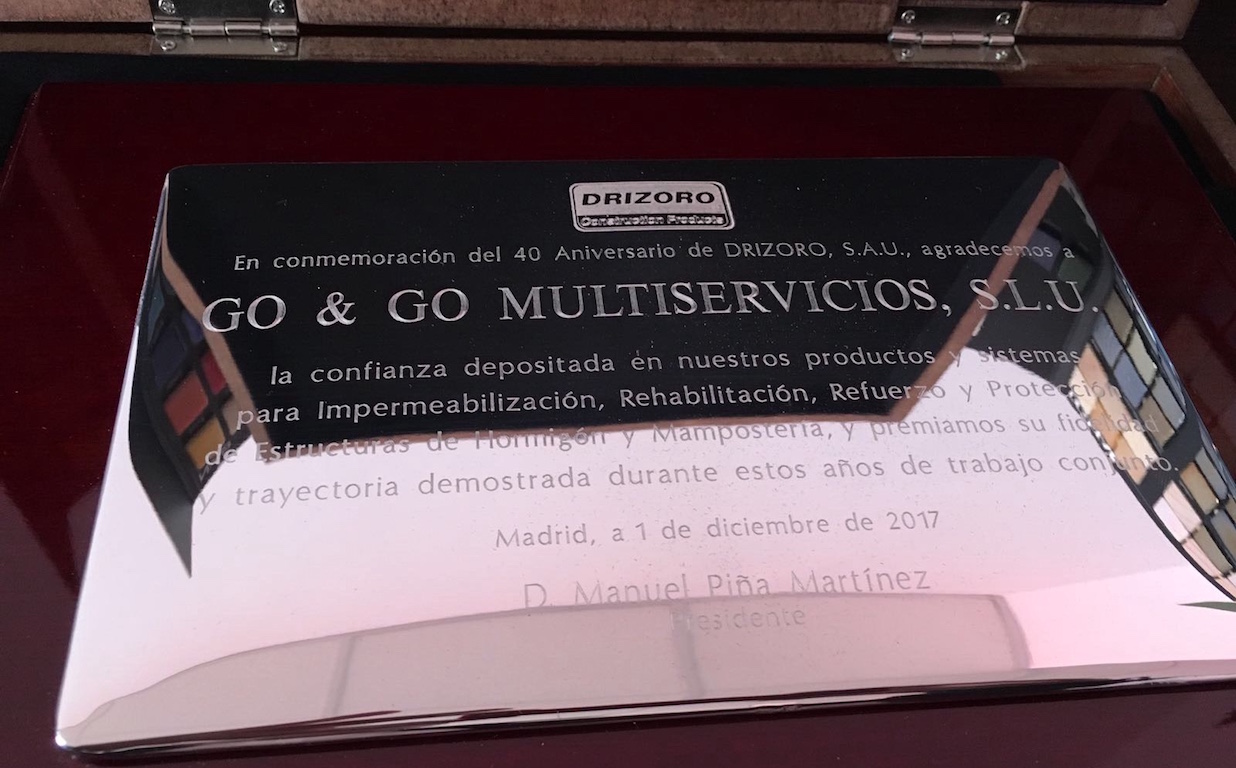 DRIZORO
Construction Products
En conmemoración del 40 Aniversario de DRIZORO, S.A.U., agradecemos a
GO & GO MULTISERVICIOS, S.L.U.
la confianza depositada en nuestros productos y sistemas
para Impermeabilización, Rehabilitación, Refuerzo y Protección
de Estructuras de Hormigón y Mampostería, y premiamos su fidelidad
y trayectoria demostrada durante estos años de trabajo conjunto.
Madrid, a 1 de diciembre de 2017
D. Manuel Piña Martínez
Presidente